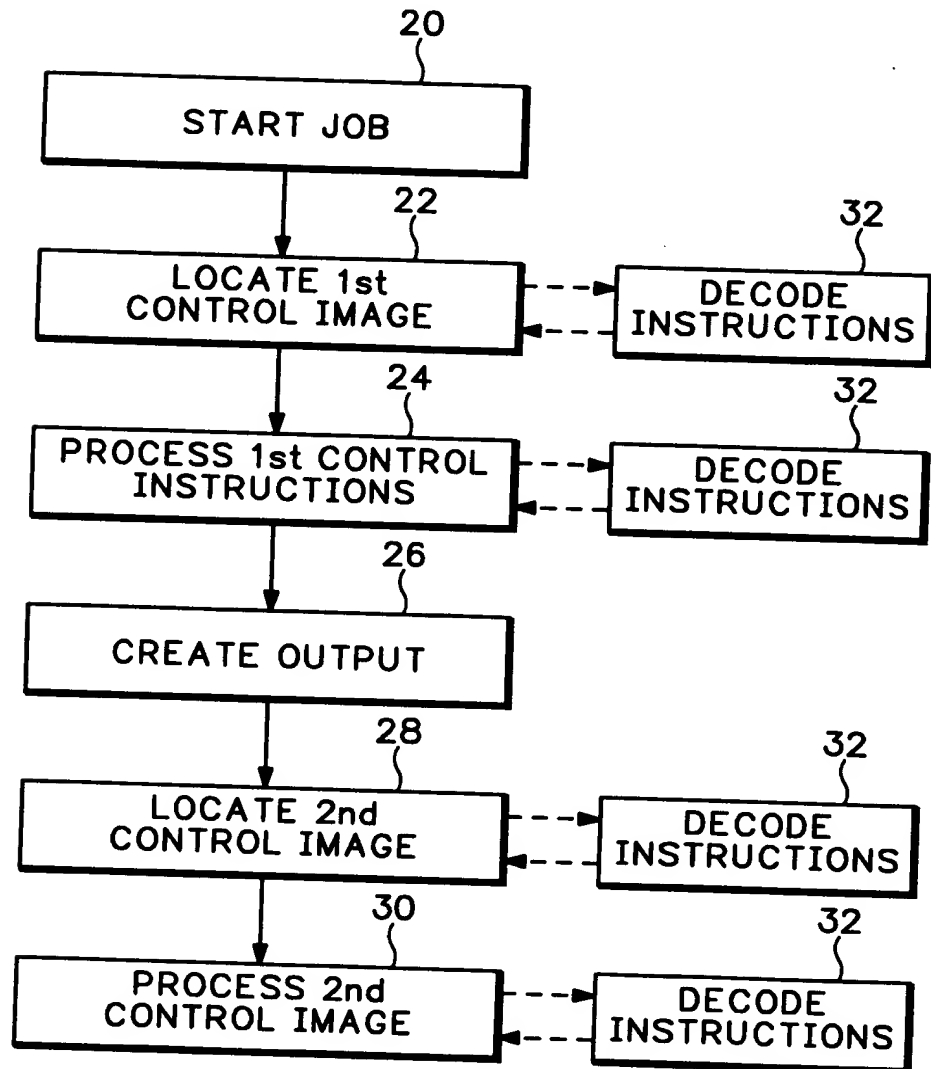 20
START JOB
22
LOCATE 1st
CONTROL IMAGE
32
DECODE
INSTRUCTIONS
24
PROCESS 1st CONTROL
INSTRUCTIONS
32
DECODE
INSTRUCTIONS
26
CREATE OUTPUT
28
LOCATE 2nd
CONTROL IMAGE
32
DECODE
INSTRUCTIONS
30
PROCESS 2nd
CONTROL IMAGE
32
DECODE
INSTRUCTIONS